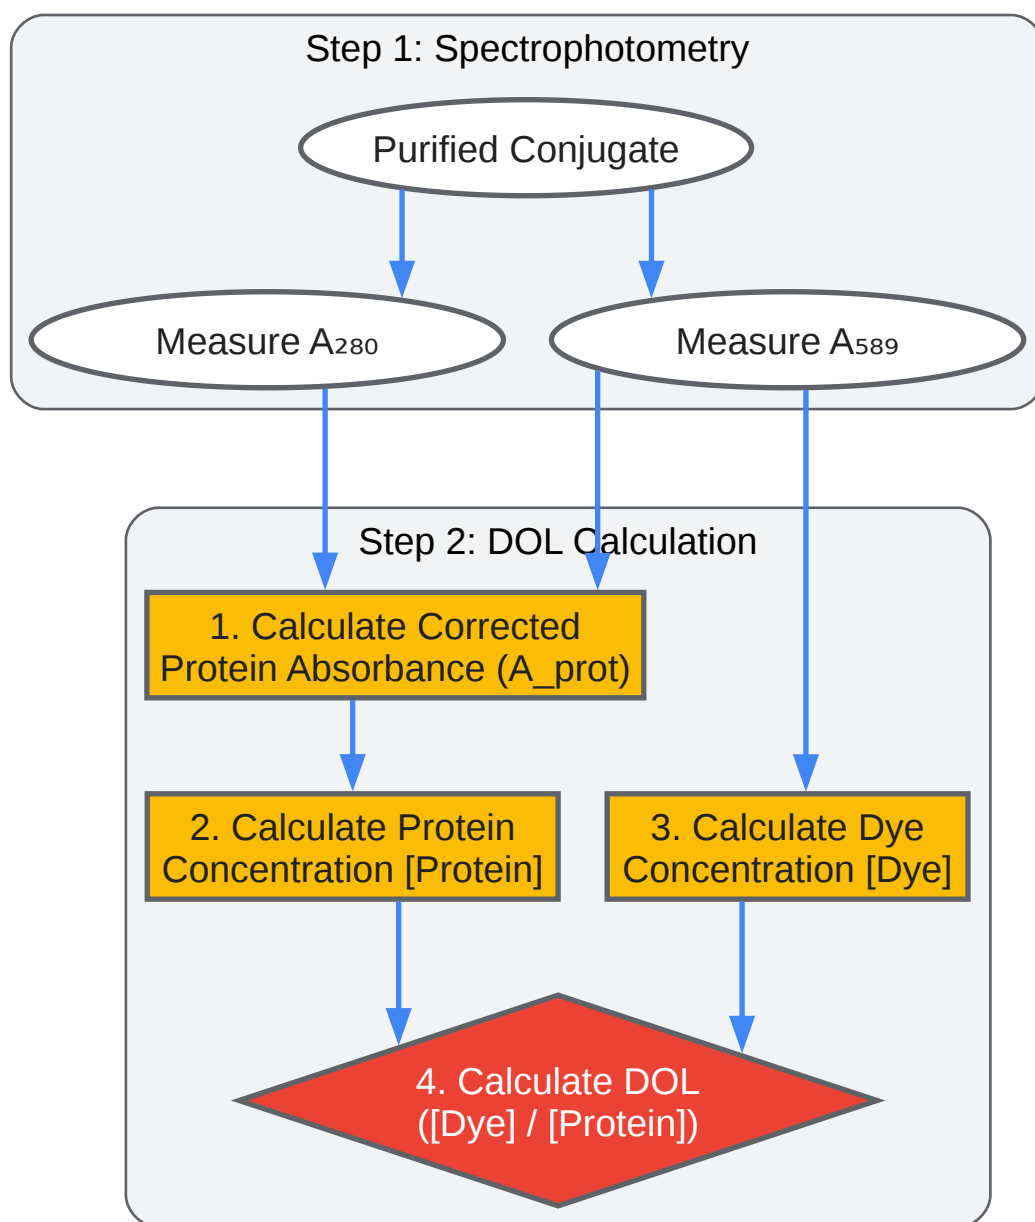 Step 1: Spectrophotometry
Purified Conjugate
Measure A₂₈₀
Measure A₅₈₉
Step 2: DOL Calculation
1. Calculate Corrected
Protein Absorbance (A_prot)
2. Calculate Protein
Concentration [Protein]
3. Calculate Dye
Concentration [Dye]
4. Calculate DOL
([Dye] / [Protein])